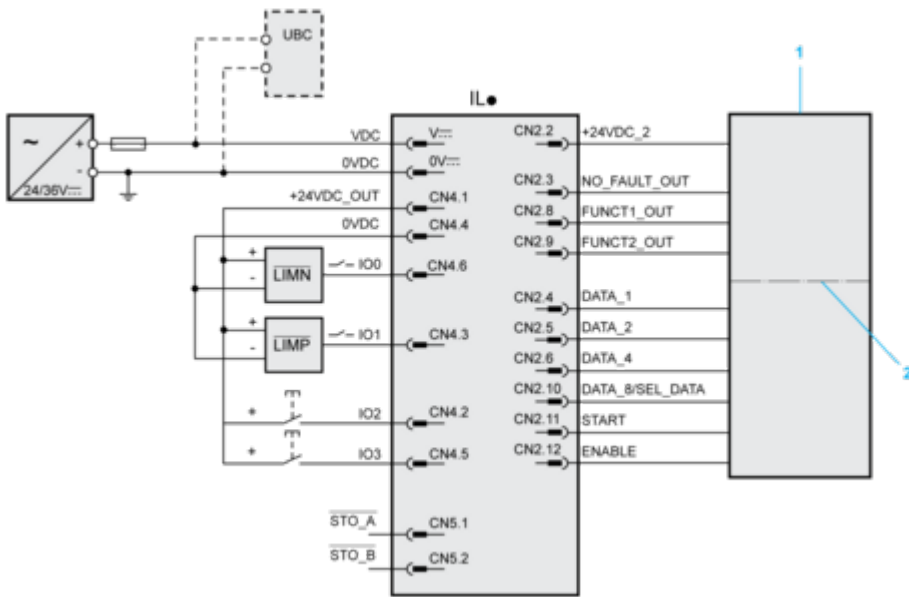 UBC
1
IL●
~
+
-
24/36V
VDC
V
CN2.2
+24VDC_2
0VDC
0V
CN2.3
NO_FAULT_OUT
+24VDC_OUT
CN4.1
CN2.8
FUNCT1_OUT
0VDC
CN4.4
CN2.9
FUNCT2_OUT
+
-
LIMN
IO0
CN4.6
CN2.4
DATA_1
+
-
LIMP
IO1
CN4.3
CN2.5
DATA_2
CN2.6
DATA_4
2
CN2.10
DATA_8/SEL_DATA
+
IO2
CN4.2
CN2.11
START
+
IO3
CN4.5
CN2.12
ENABLE
STO_A
CN5.1
STO_B
CN5.2